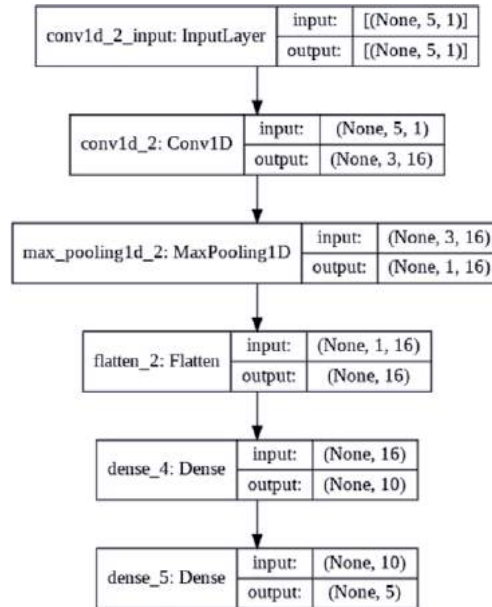 conv1d_2_input: InputLayer
input: [(None, 5, 1)]
output: [(None, 5, 1)]
conv1d_2: Conv1D
input: (None, 5, 1)
output: (None, 3, 16)
max_pooling1d_2: MaxPooling1D
input: (None, 3, 16)
output: (None, 1, 16)
flatten_2: Flatten
input: (None, 1, 16)
output: (None, 16)
dense_4: Dense
input: (None, 16)
output: (None, 10)
dense_5: Dense
input: (None, 10)
output: (None, 5)